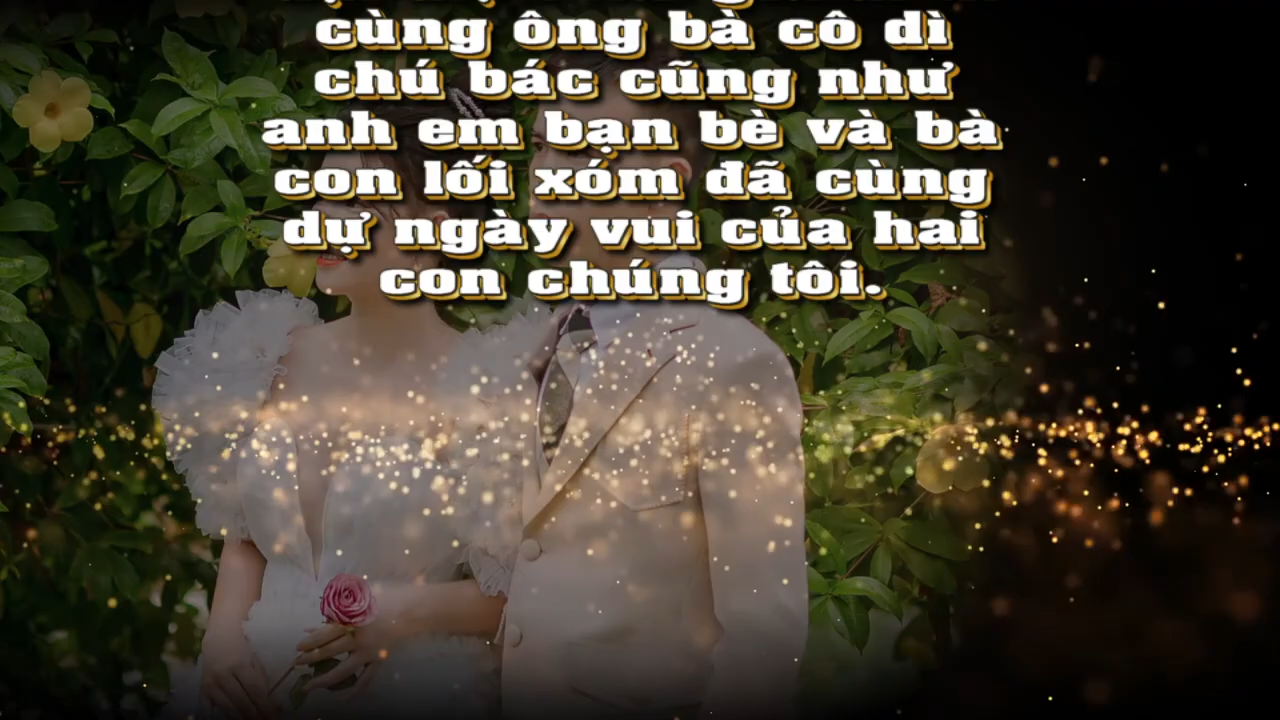 cùng ông bà cô dì
chú bác cũng như
anh em bạn bè và bà
con lối xóm đã cùng
dự ngày vui của hai
con chúng tôi.